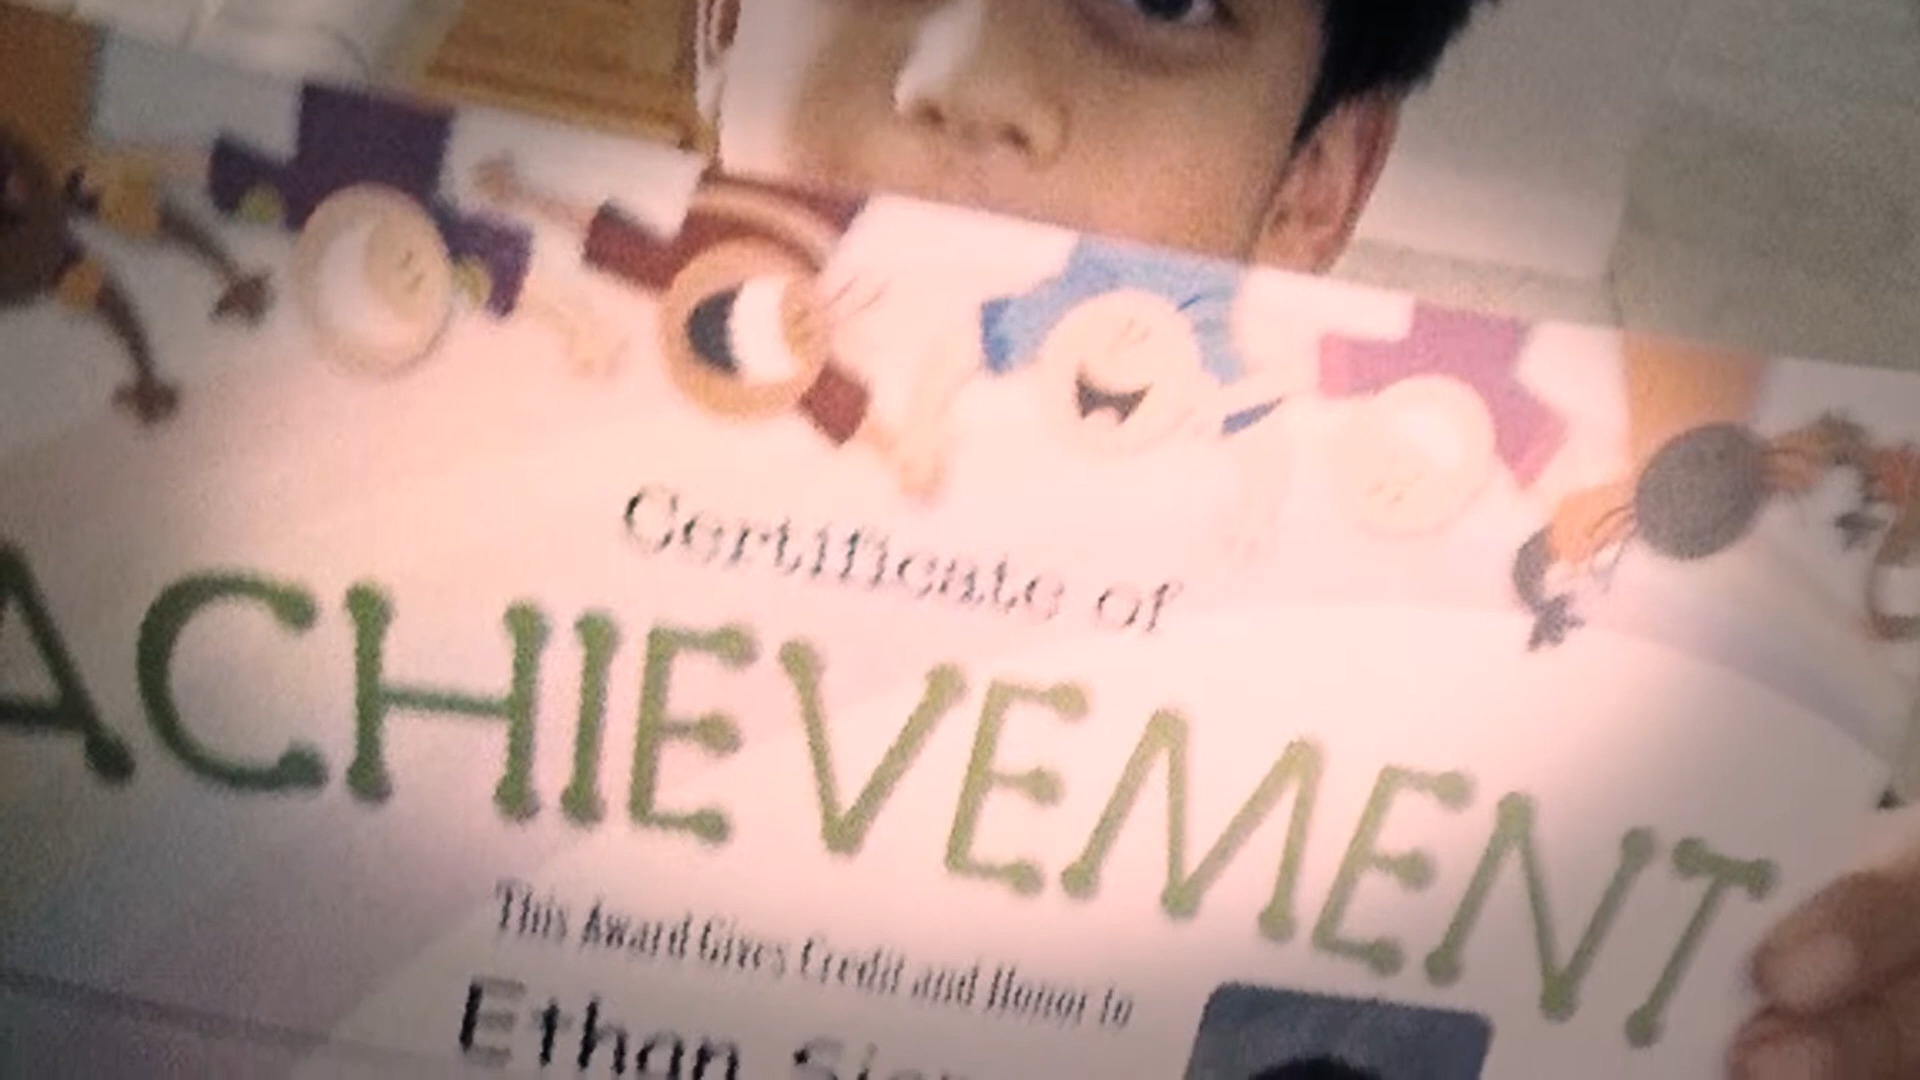 Certificate of
ACHIEVEMENT
This Award Gives Credit and Honor to
Ethan